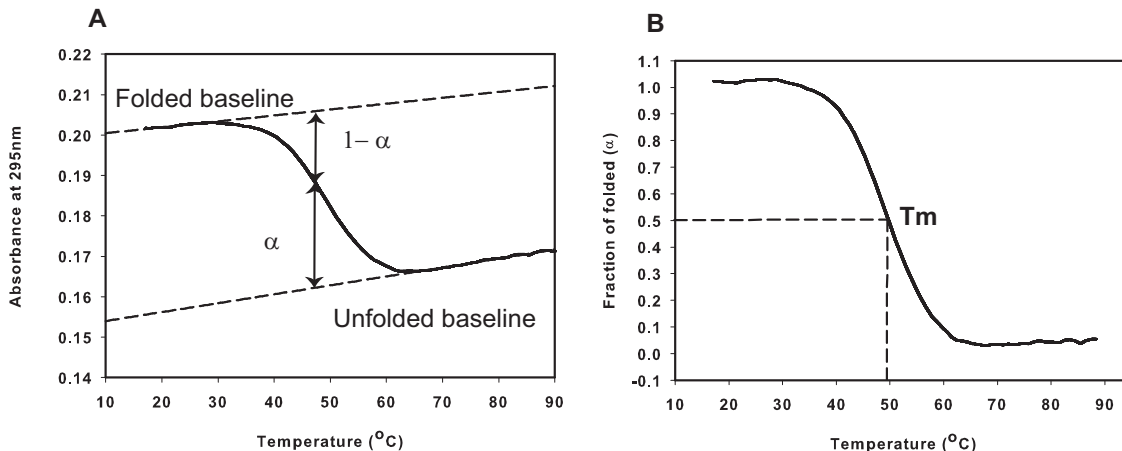 A
0.22
0.21
0.20
0.19
0.18
0.17
0.16
0.15
0.14
Absorbance at 295nm
Folded baseline
1– α
α
Unfolded baseline
10 20 30 40 50 60 70 80 90
Temperature (°C)
B
1.1
1.0
0.9
0.8
0.7
0.6
0.5
0.4
0.3
0.2
0.1
0.0
-0.1
Fraction of folded (α)
Tm
10 20 30 40 50 60 70 80 90
Temperature (°C)